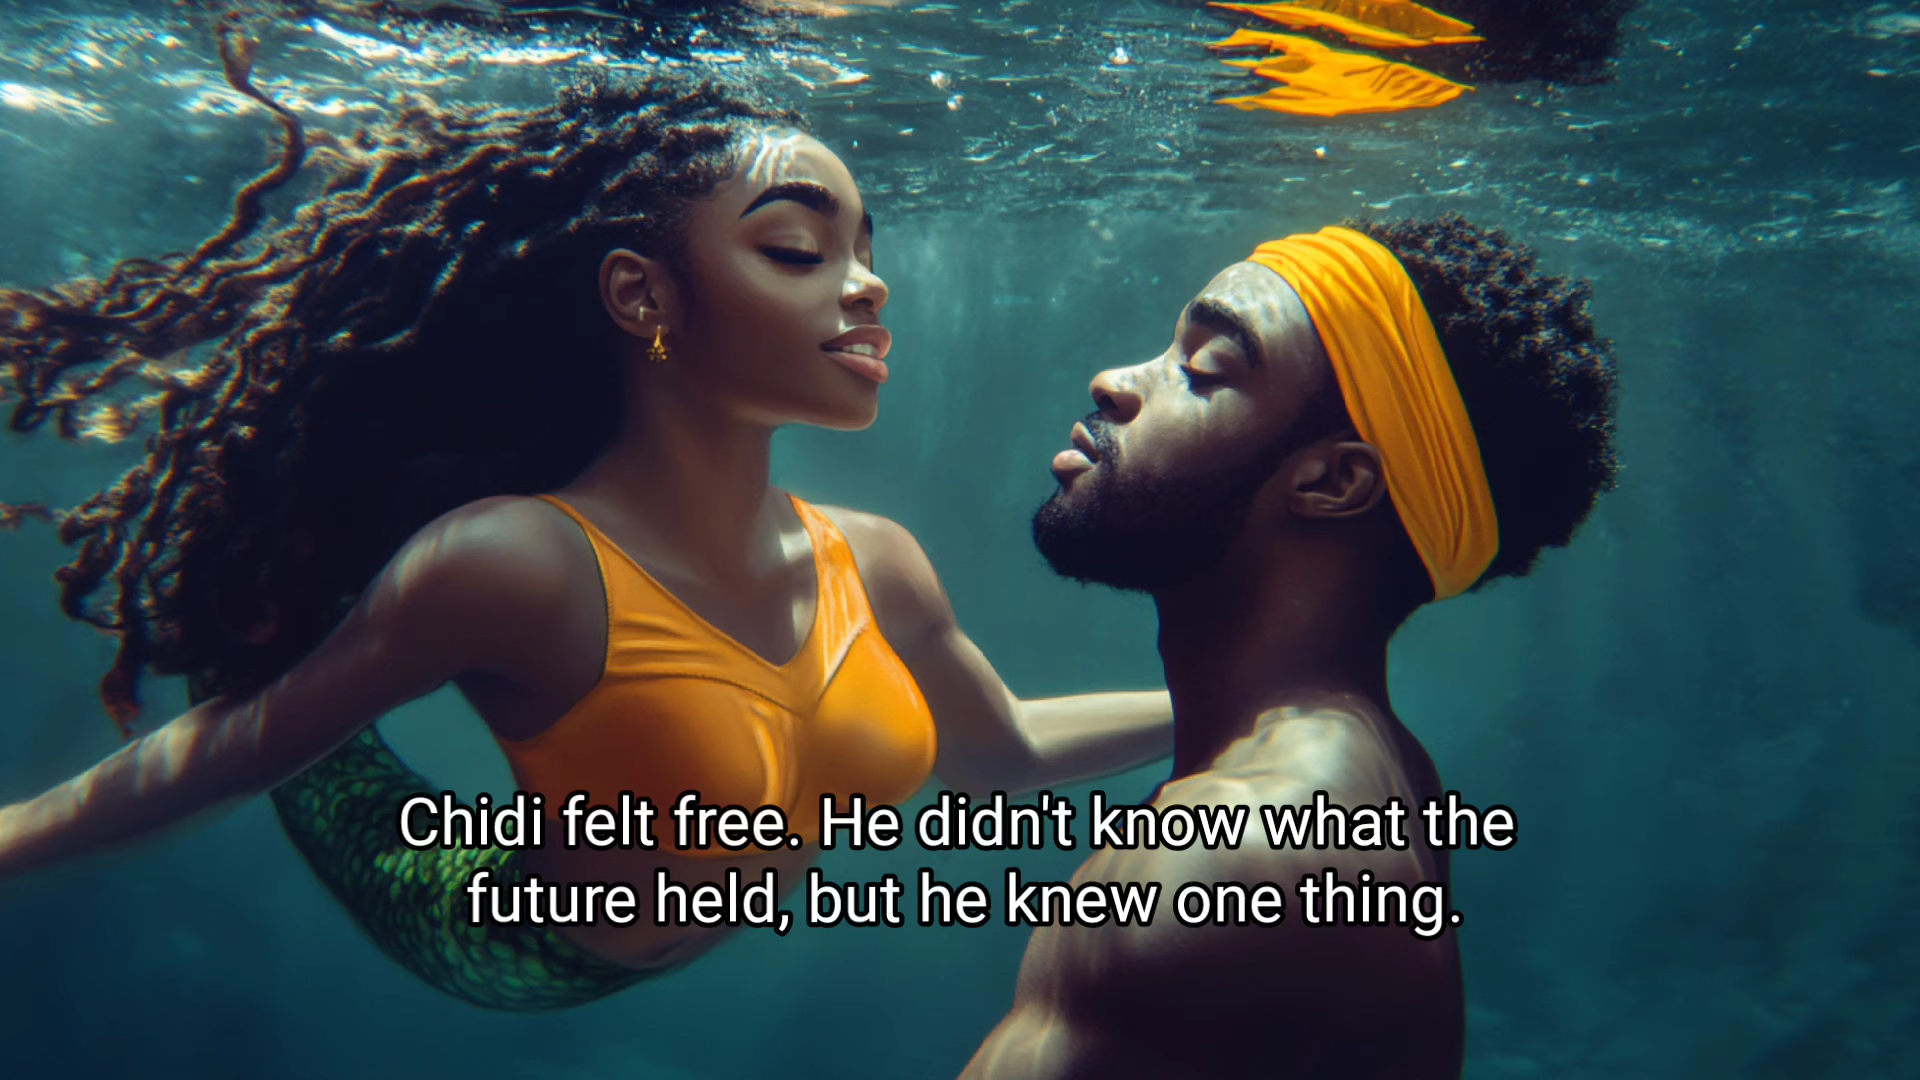 Chidi felt free. He didn't know what the
future held, but he knew one thing.